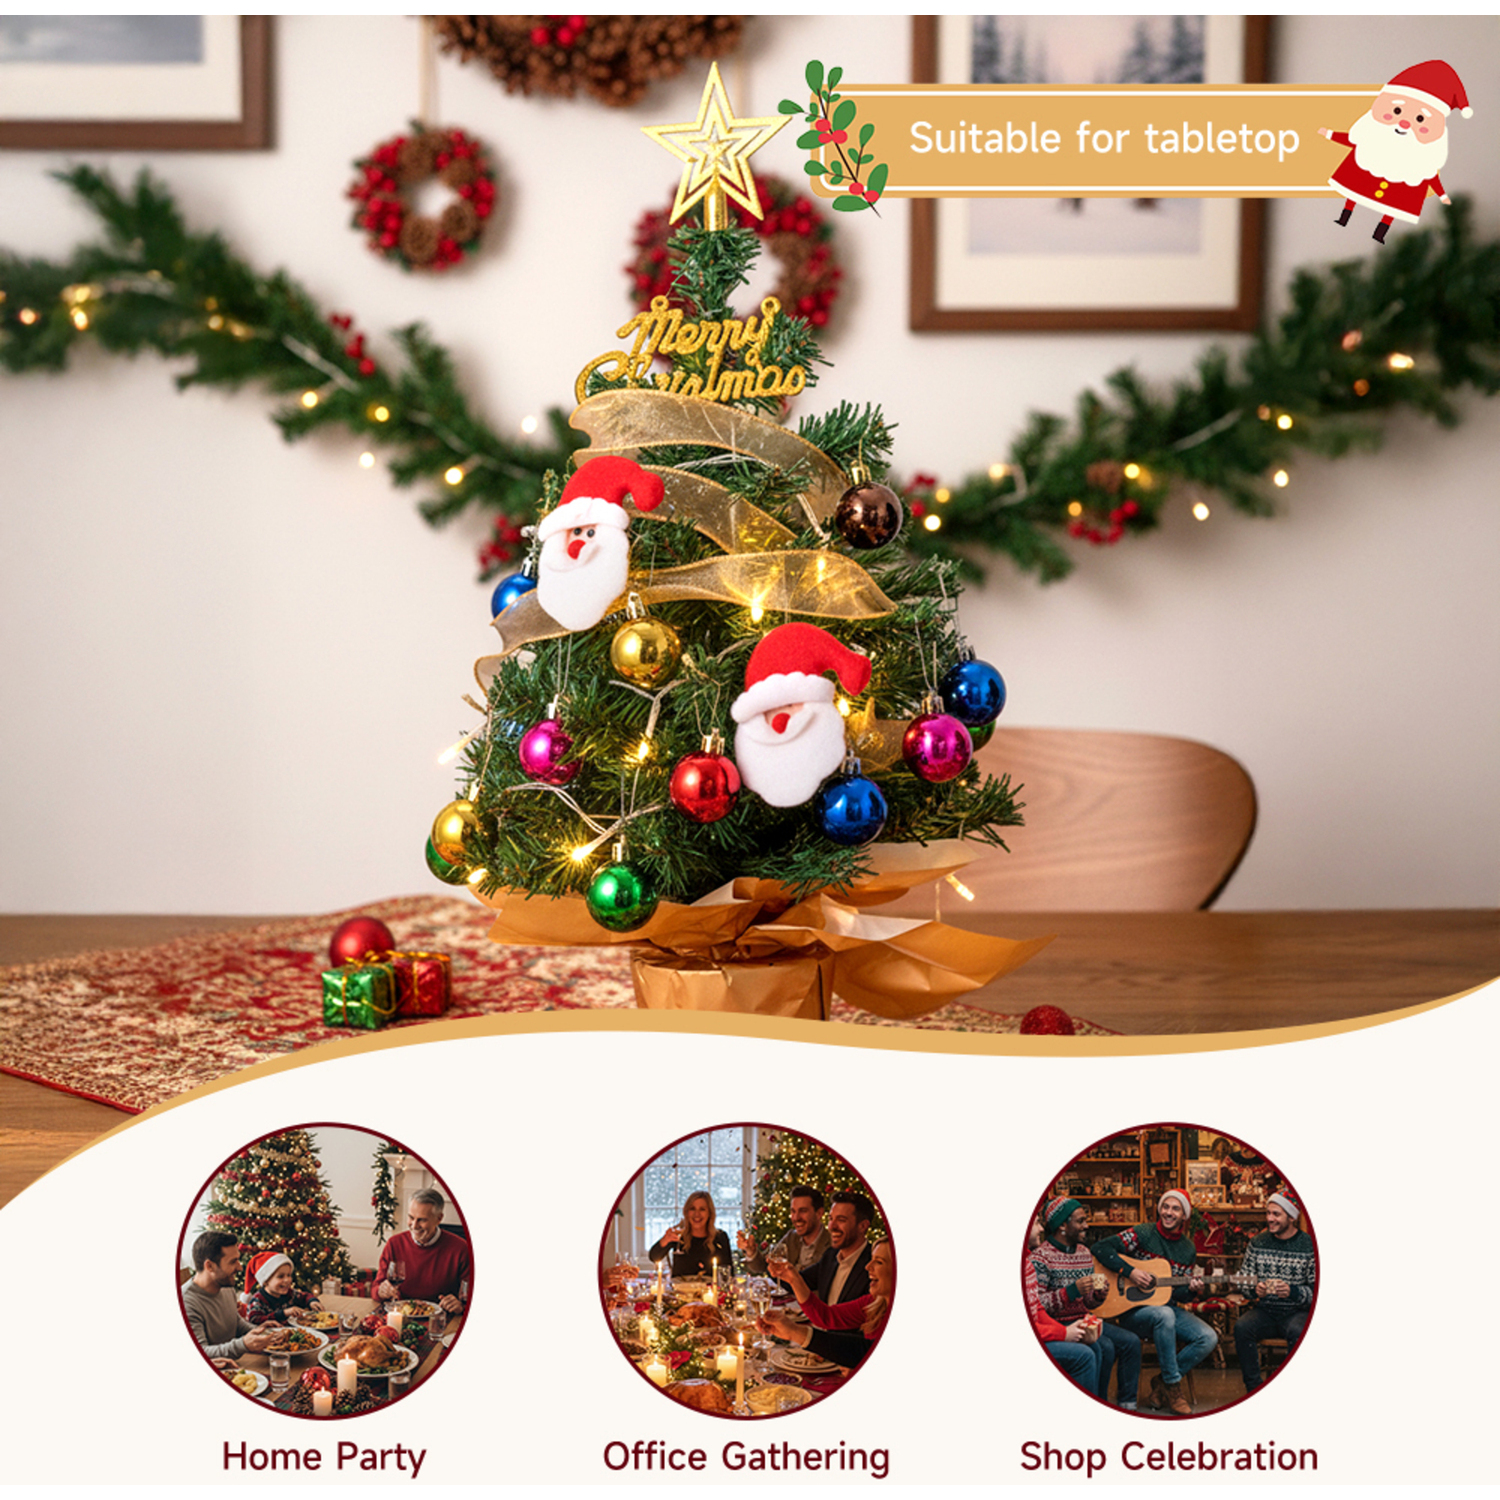 Suitable for tabletop
Merry
Christmas
Home Party
Office Gathering
Shop Celebration